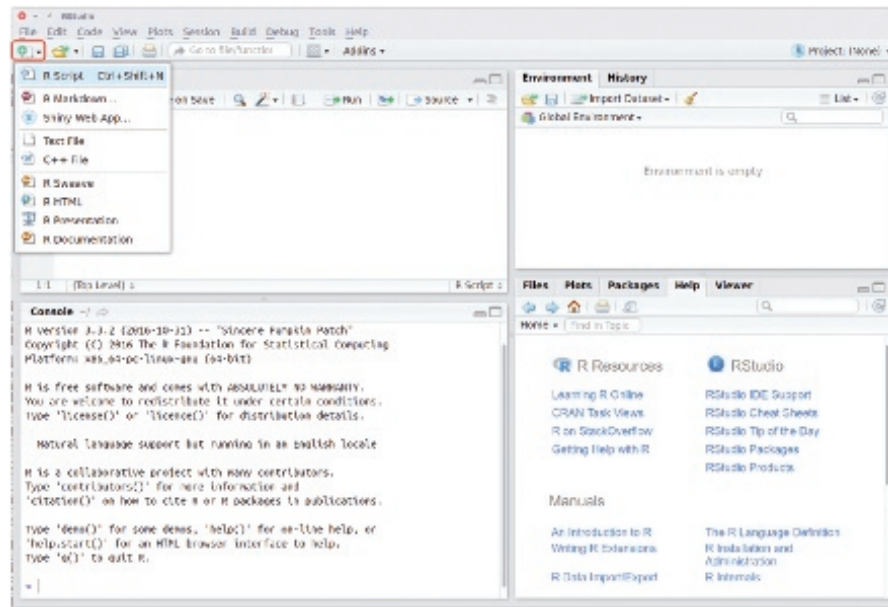 RStudio
File Edit Code View Plots Session Build Debug Tools Help
Go to file/function
Addins
Project: (None)
R Script Ctrl+Shift+N
R Markdown...
Shiny Web App...
Text File
C++ File
R Sweave
R HTML
R Presentation
R Documentation
on Save
Run
Source
1:1 (Top Level)
R Script
Console ~/
R version 3.3.2 (2016-10-31) -- "Sincere Pumpkin Patch"
Copyright (C) 2016 The R Foundation for Statistical Computing
Platform: x86_64-pc-linux-gnu (64-bit)
R is free software and comes with ABSOLUTELY NO WARRANTY.
You are welcome to redistribute it under certain conditions.
Type 'license()' or 'licence()' for distribution details.
Natural language support but running in an English locale
R is a collaborative project with many contributors.
Type 'contributors()' for more information and
'citation()' on how to cite R or R packages in publications.
Type 'demo()' for some demos, 'help()' for on-line help, or
'help.start()' for an HTML browser interface to help.
Type 'q()' to quit R.
>
Environment History
Import Dataset
List
Global Environment
Environment is empty
Files Plots Packages Help Viewer
Home Find in Topic
R Resources
Learning R Online
CRAN Task Views
R on StackOverflow
Getting Help with R
RStudio
RStudio IDE Support
RStudio Cheat Sheets
RStudio Tip of the Day
RStudio Packages
RStudio Products
Manuals
An Introduction to R
Writing R Extensions
R Data Import/Export
The R Language Definition
R Installation and
Administration
R Internals